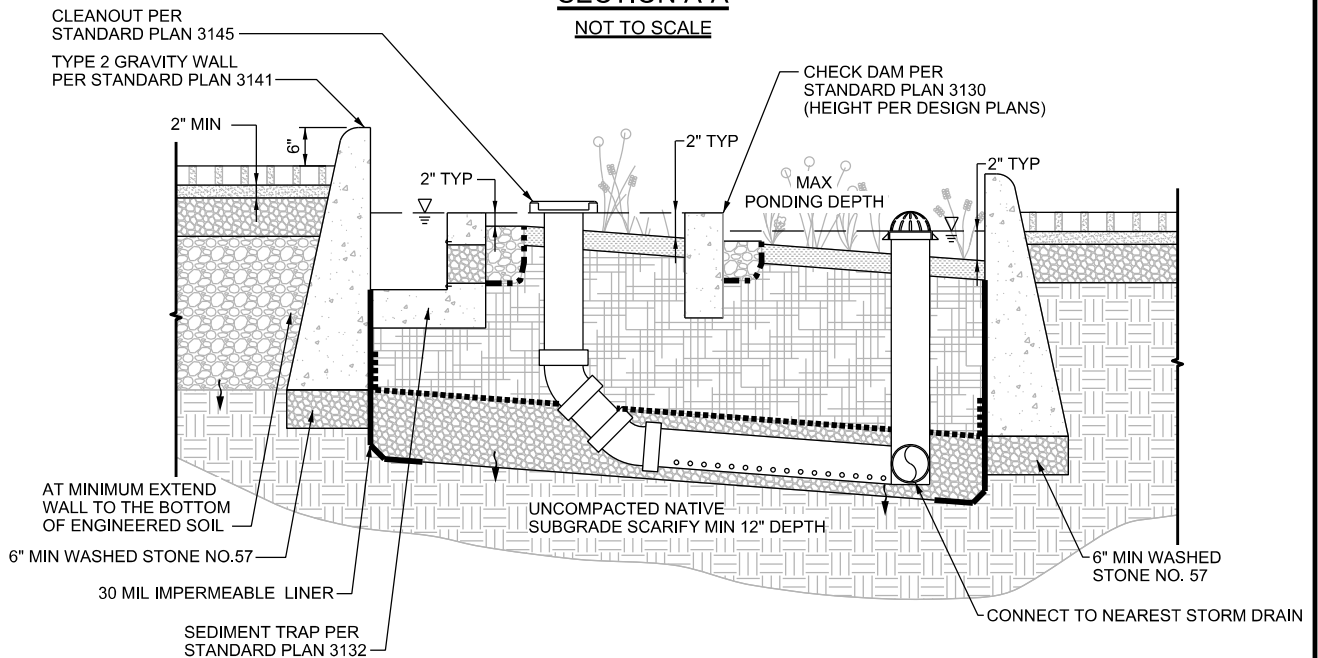 SECTION A-A
NOT TO SCALE
CLEANOUT PER
STANDARD PLAN 3145
TYPE 2 GRAVITY WALL
PER STANDARD PLAN 3141
CHECK DAM PER
STANDARD PLAN 3130
(HEIGHT PER DESIGN PLANS)
2" MIN
6"
2" TYP
2" TYP
2" TYP
MAX
PONDING DEPTH
AT MINIMUM EXTEND
WALL TO THE BOTTOM
OF ENGINEERED SOIL
UNCOMPACTED NATIVE
SUBGRADE SCARIFY MIN 12" DEPTH
6" MIN WASHED STONE NO.57
6" MIN WASHED
STONE NO. 57
30 MIL IMPERMEABLE LINER
CONNECT TO NEAREST STORM DRAIN
SEDIMENT TRAP PER
STANDARD PLAN 3132